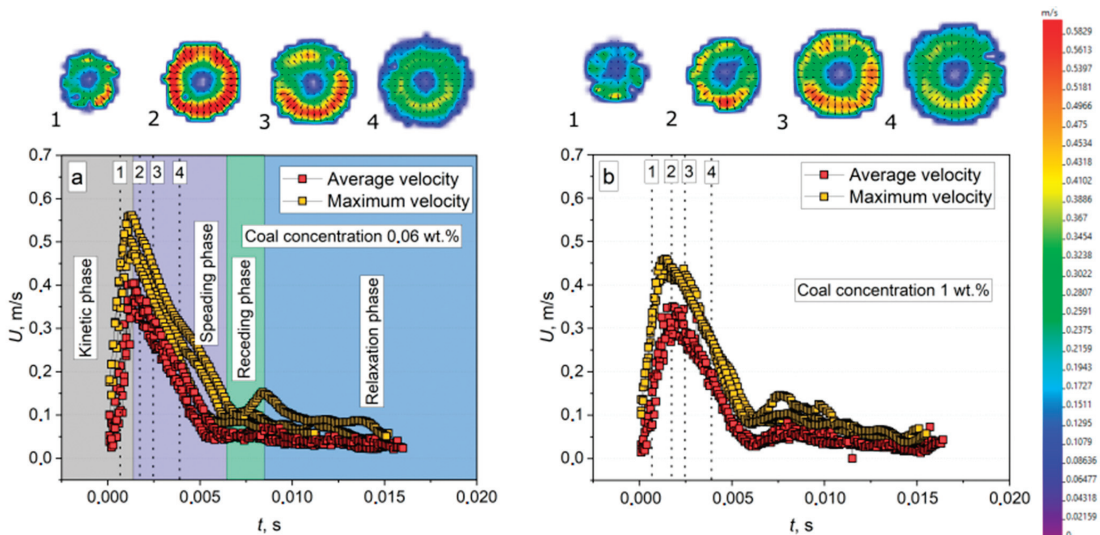 m/s
0.5829
0.5613
0.5397
0.5181
0.4966
0.475
0.4534
0.4318
0.4102
0.3886
0.367
0.3454
0.3238
0.3022
0.2807
0.2591
0.2375
0.2159
0.1943
0.1727
0.1511
0.1295
0.1079
0.08636
0.06477
0.04318
0.02159
0
1 2 3 4
1 2 3 4
a
1 2 3 4
Average velocity
Maximum velocity
Coal concentration 0.06 wt.%
Kinetic phase
Speading phase
Receding phase
Relaxation phase
U, m/s
0.7
0.6
0.5
0.4
0.3
0.2
0.1
0.0
0.000 0.005 0.010 0.015 0.020
t, s
b
1 2 3 4
Average velocity
Maximum velocity
Coal concentration 1 wt.%
U, m/s
0.7
0.6
0.5
0.4
0.3
0.2
0.1
0.0
0.000 0.005 0.010 0.015 0.020
t, s